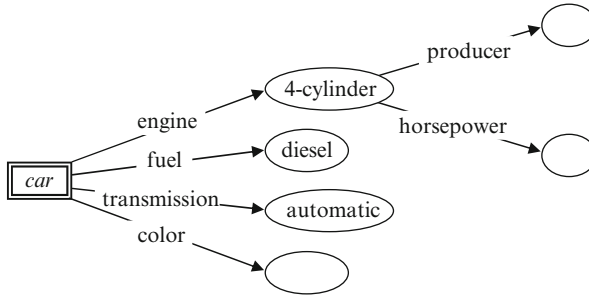 producer
4-cylinder
engine
horsepower
fuel
diesel
car
transmission
automatic
color